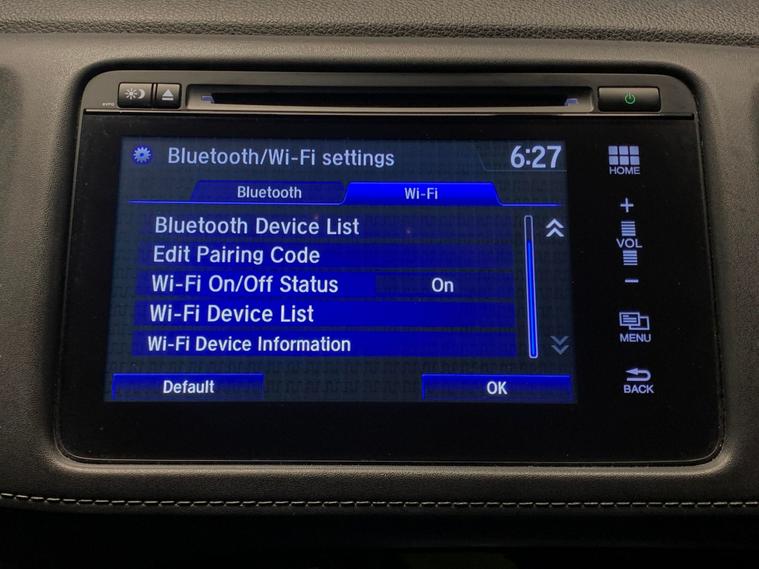 Bluetooth/Wi-Fi settings
6:27
Bluetooth
Wi-Fi
Bluetooth Device List
Edit Pairing Code
Wi-Fi On/Off Status On
Wi-Fi Device List
Wi-Fi Device Information
Default
OK
HOME
+
VOL
−
MENU
BACK